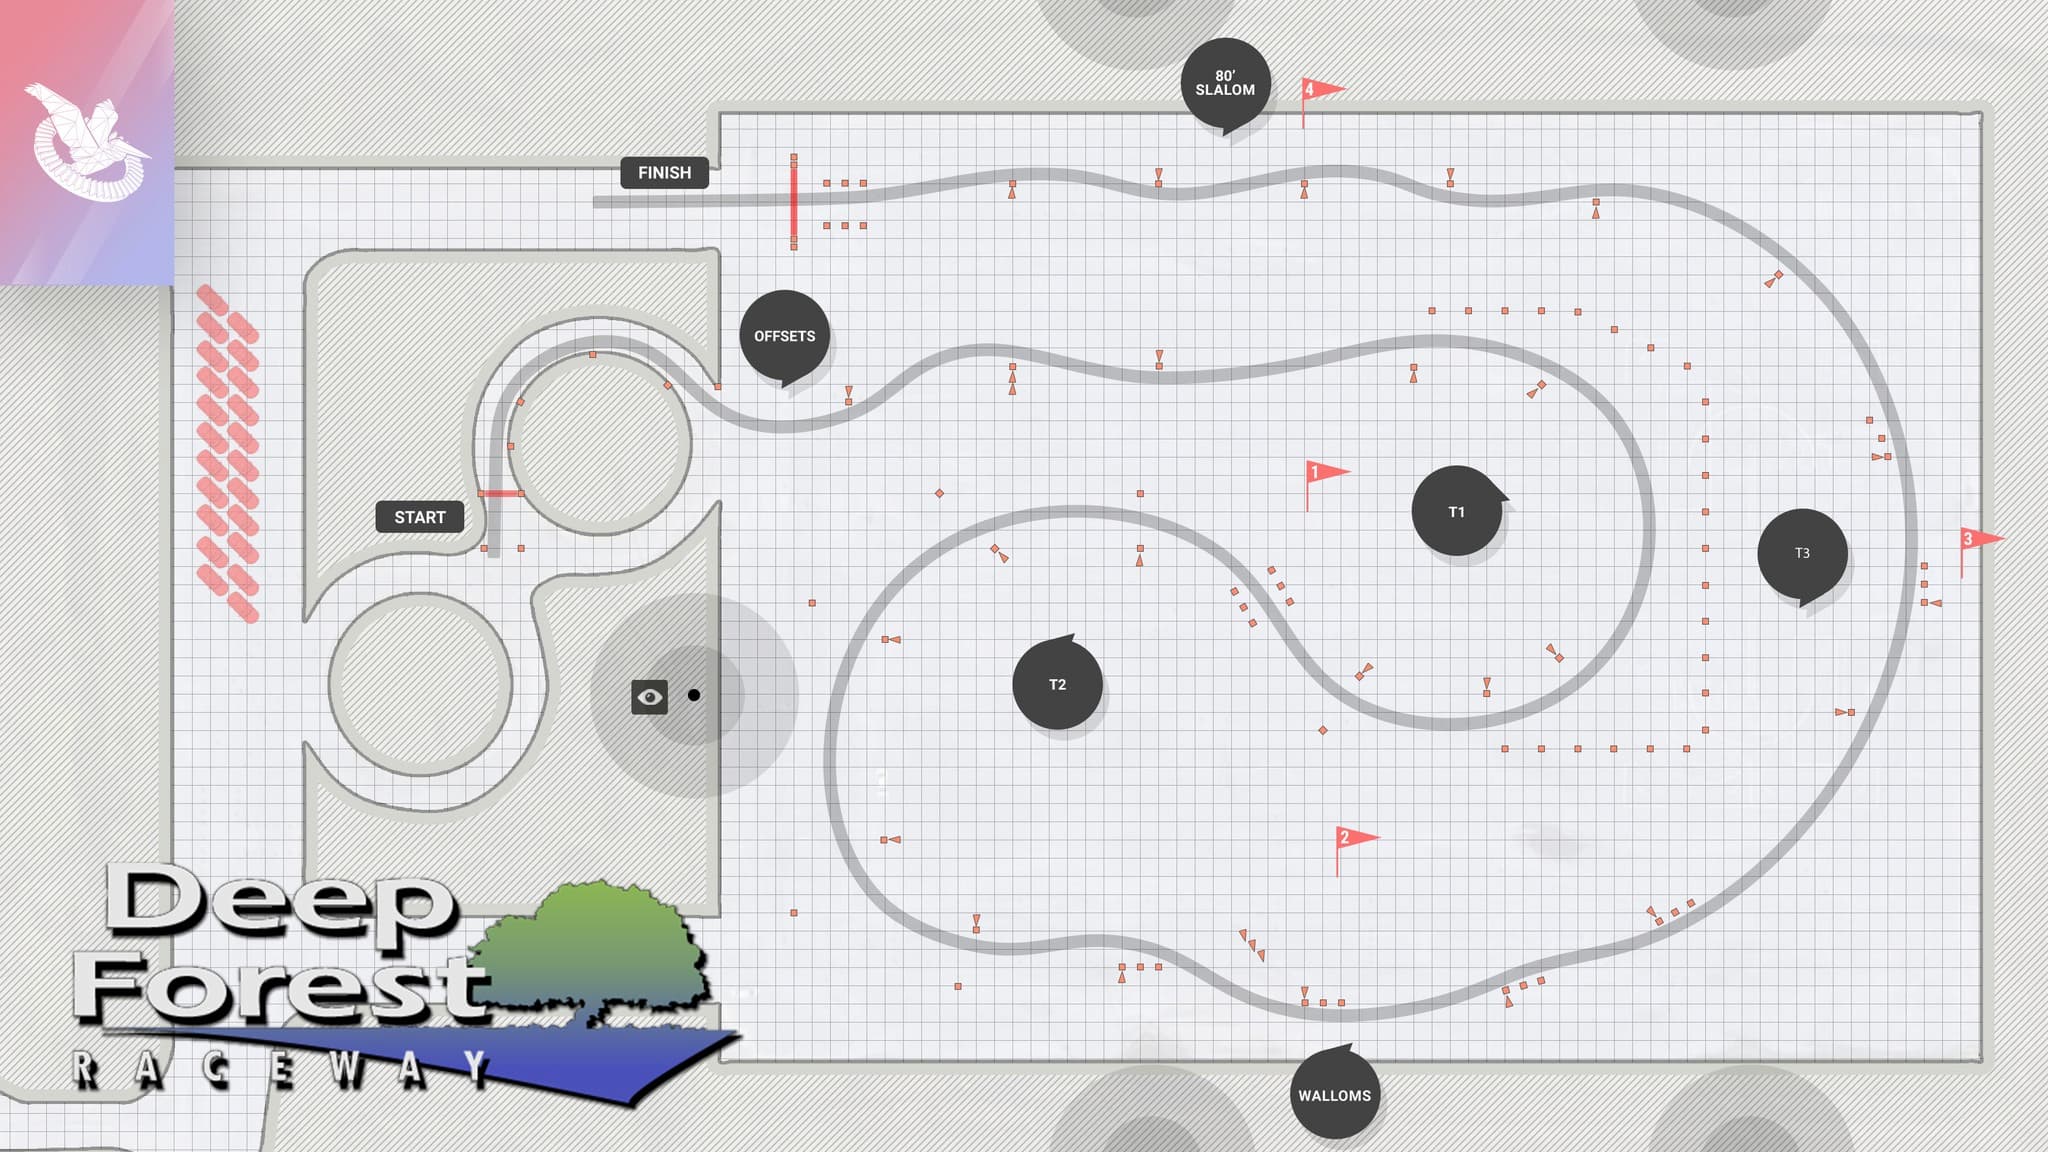 80’
SLALOM
4
FINISH
OFFSETS
1
T1
START
3
T3
T2
2
Deep
Forest
RACEWAY
WALLOMS